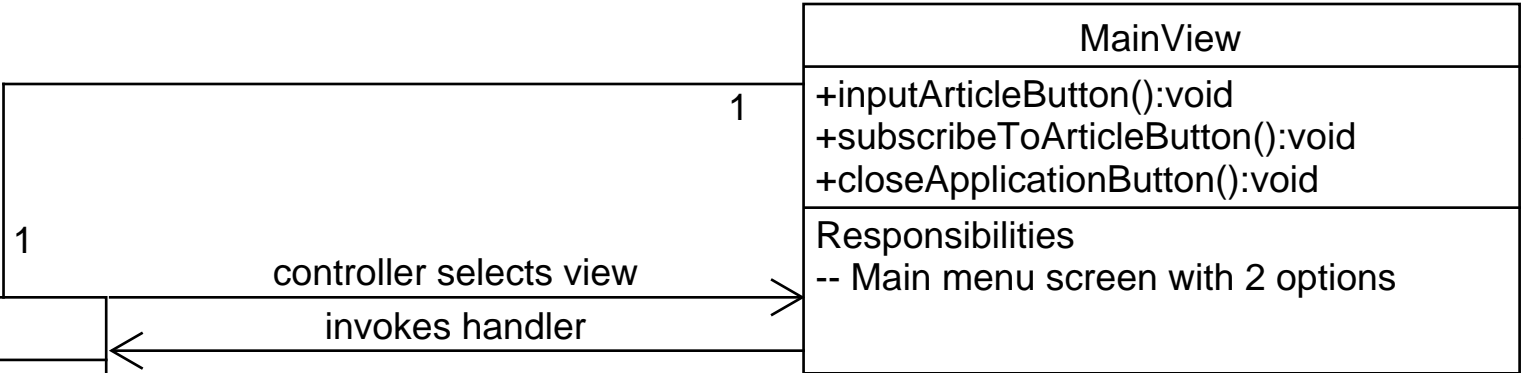 MainView
1
+inputArticleButton():void
+subscribeToArticleButton():void
+closeApplicationButton():void
1
Responsibilities
controller selects view
-- Main menu screen with 2 options
invokes handler